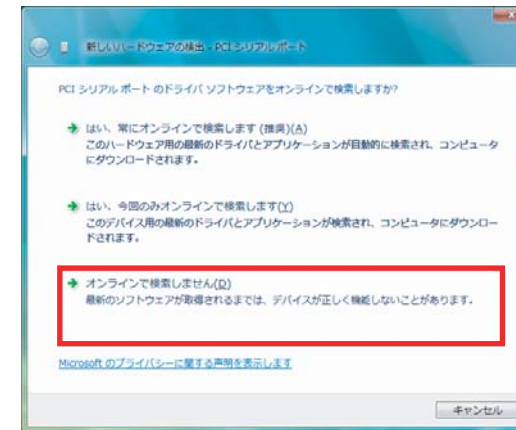 新しいハードウェアの検出 - PCI シリアル ポート
PCI シリアル ポート のドライバ ソフトウェアをオンラインで検索しますか?
はい、常にオンラインで検索します (推奨)(A)
このハードウェア用の最新のドライバとアプリケーションが自動的に検索され、コンピュータ
にダウンロードされます。
はい、今回のみオンラインで検索します(Y)
このデバイス用の最新のドライバとアプリケーションが検索され、コンピュータにダウンロー
ドされます。
オンラインで検索しません(D)
最新のソフトウェアが取得されるまでは、デバイスが正しく機能しないことがあります。
Microsoft のプライバシーに関する声明を表示します
キャンセル